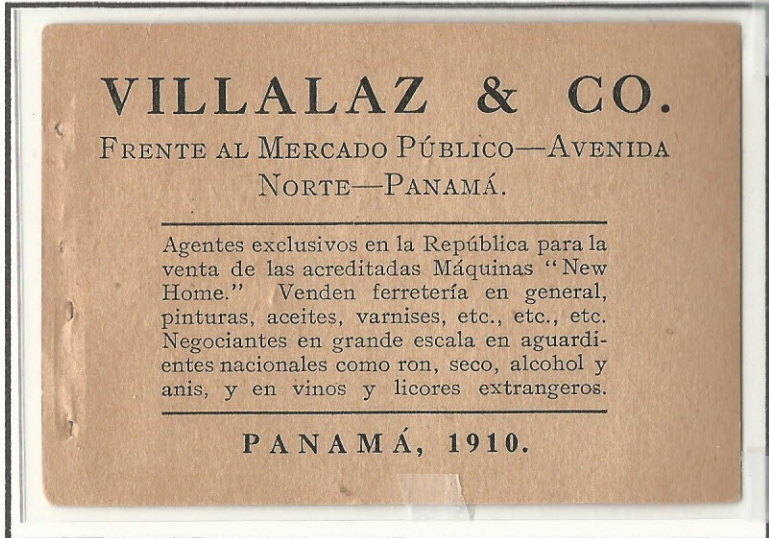 VILLALAZ & CO.
FRENTE AL MERCADO PÚBLICO—AVENIDA
NORTE—PANAMÁ.
Agentes exclusivos en la República para la
venta de las acreditadas Máquinas "New
Home." Venden ferretería en general,
pinturas, aceites, varnises, etc., etc., etc.
Negociantes en grande escala en aguardi-
entes nacionales como ron, seco, alcohol y
anis, y en vinos y licores extrangeros.
PANAMÁ, 1910.